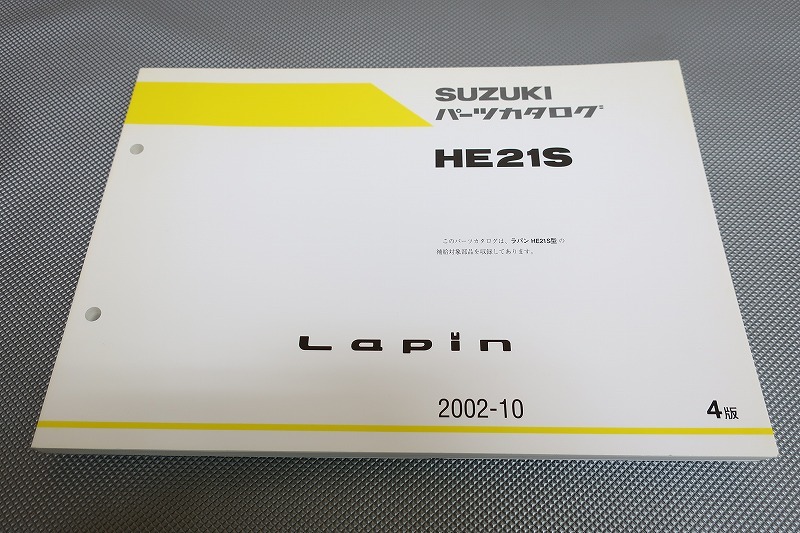 SUZUKI
パーツカタログ
HE21S
このパーツカタログは、ラパン HE21S型 の
補給対象部品を収録してあります。
Lapin
2002-10
4版